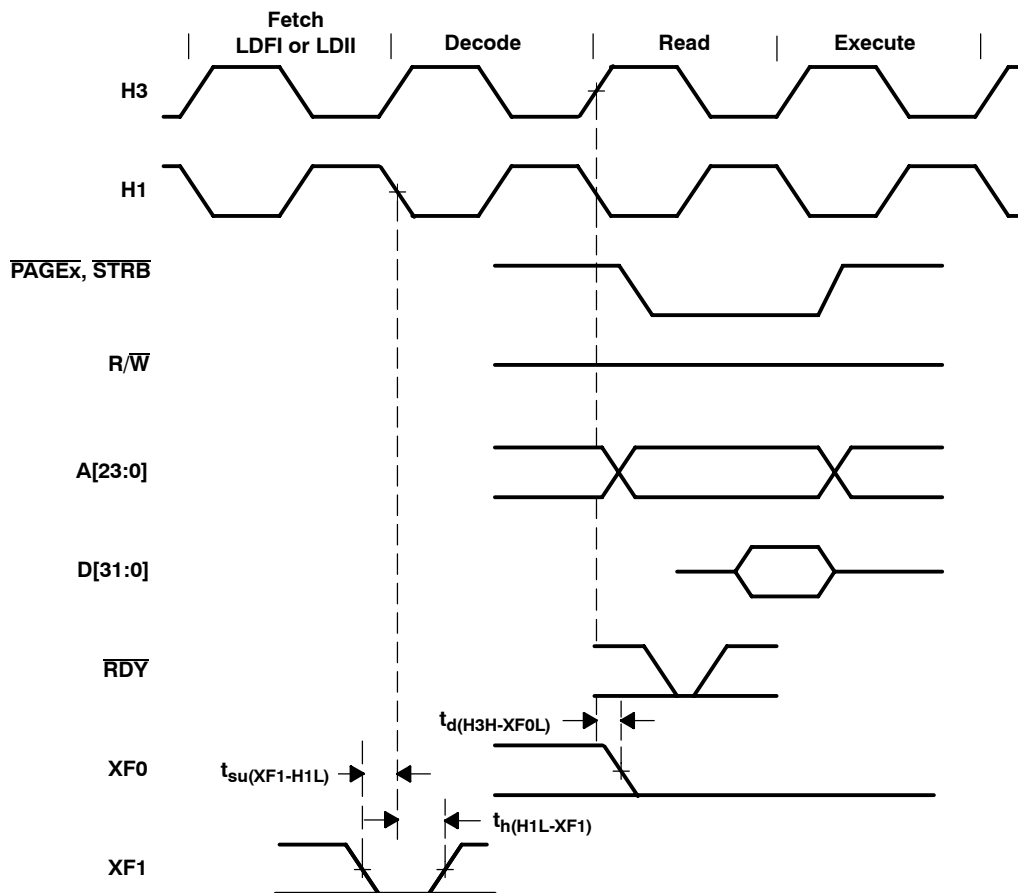 Fetch
LDFI or LDII
Decode
Read
Execute
H3
H1
PAGEx, STRB
R/W
A[23:0]
D[31:0]
RDY
td(H3H-XF0L)
XF0
tsu(XF1-H1L)
th(H1L-XF1)
XF1